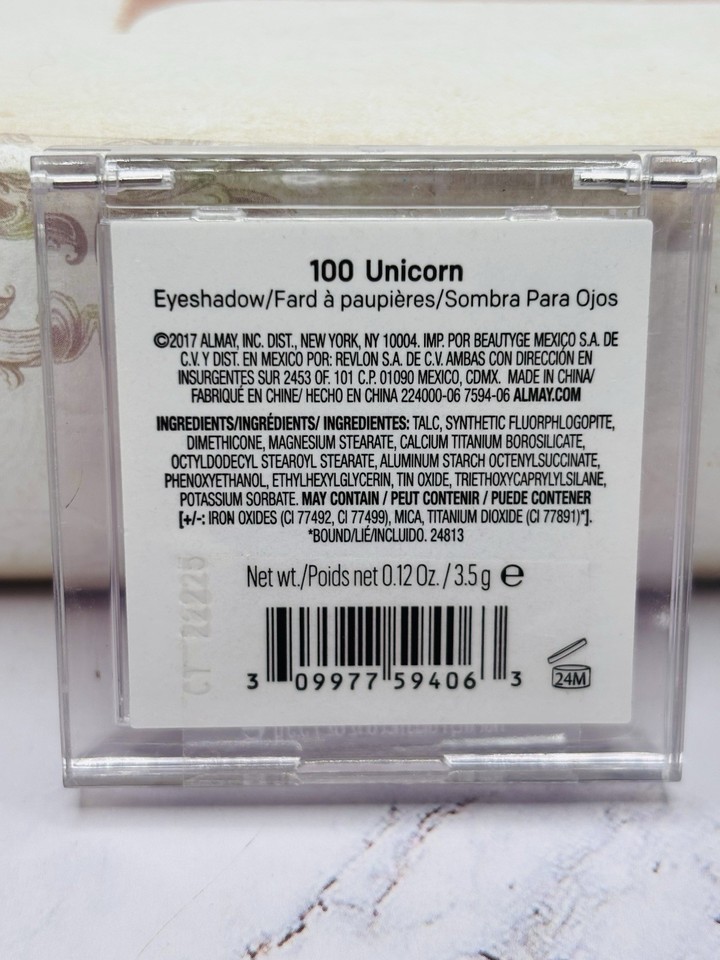 100 Unicorn
Eyeshadow/Fard à paupières/Sombra Para Ojos
©2017 ALMAY, INC. DIST., NEW YORK, NY 10004. IMP. POR BEAUTYGE MEXICO S.A. DE
C.V. Y DIST. EN MEXICO POR: REVLON S.A. DE C.V. AMBAS CON DIRECCIÓN EN
INSURGENTES SUR 2453 OF. 101 C.P. 01090 MEXICO, CDMX. MADE IN CHINA/
FABRIQUÉ EN CHINE/ HECHO EN CHINA 224000-06 7594-06 ALMAY.COM
INGREDIENTS/INGRÉDIENTS/ INGREDIENTES: TALC, SYNTHETIC FLUORPHLOGOPITE,
DIMETHICONE, MAGNESIUM STEARATE, CALCIUM TITANIUM BOROSILICATE,
OCTYLDODECYL STEAROYL STEARATE, ALUMINUM STARCH OCTENYLSUCCINATE,
PHENOXYETHANOL, ETHYLHEXYLGLYCERIN, TIN OXIDE, TRIETHOXYCAPRYLYLSILANE,
POTASSIUM SORBATE. MAY CONTAIN / PEUT CONTENIR / PUEDE CONTENER
[+/-: IRON OXIDES (CI 77492, CI 77499), MICA, TITANIUM DIOXIDE (CI 77891)*].
*BOUND/LIÉ/INCLUIDO. 24813
Net wt./Poids net 0.12 Oz. / 3.5 g ℮
3 09977 59406 3
24M